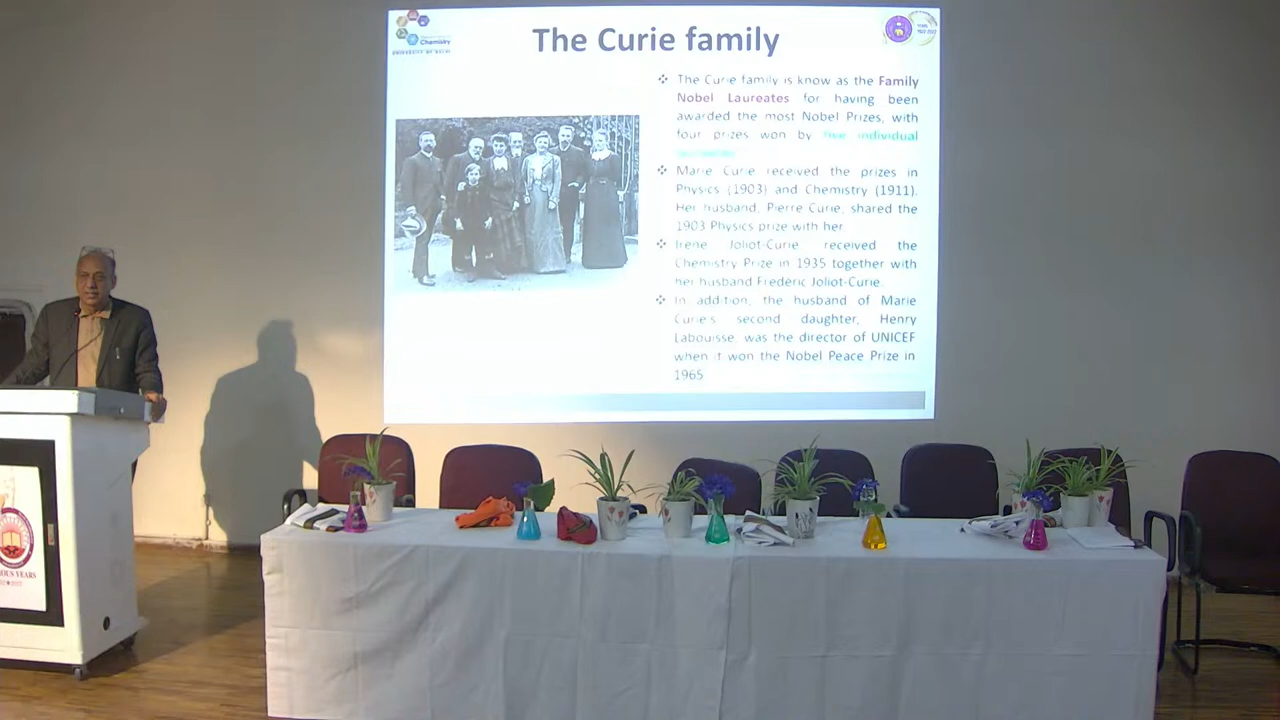 The Curie family
Chemistry
UNIVERSITY OF DELHI
❖ The Curie family is know as the Family
Nobel Laureates for having been
awarded the most Nobel Prizes, with
four prizes won by five individual
❖ Marie Curie received the prizes in
Physics (1903) and Chemistry (1911).
Her husband, Pierre Curie, shared the
1903 Physics prize with her
❖ Irene Joliot-Curie received the
Chemistry Prize in 1935 together with
her husband Frederic Joliot-Curie.
❖ In addition, the husband of Marie
Curie's second daughter, Henry
Labouisse, was the director of UNICEF
when it won the Nobel Peace Prize in
1965
YEARS